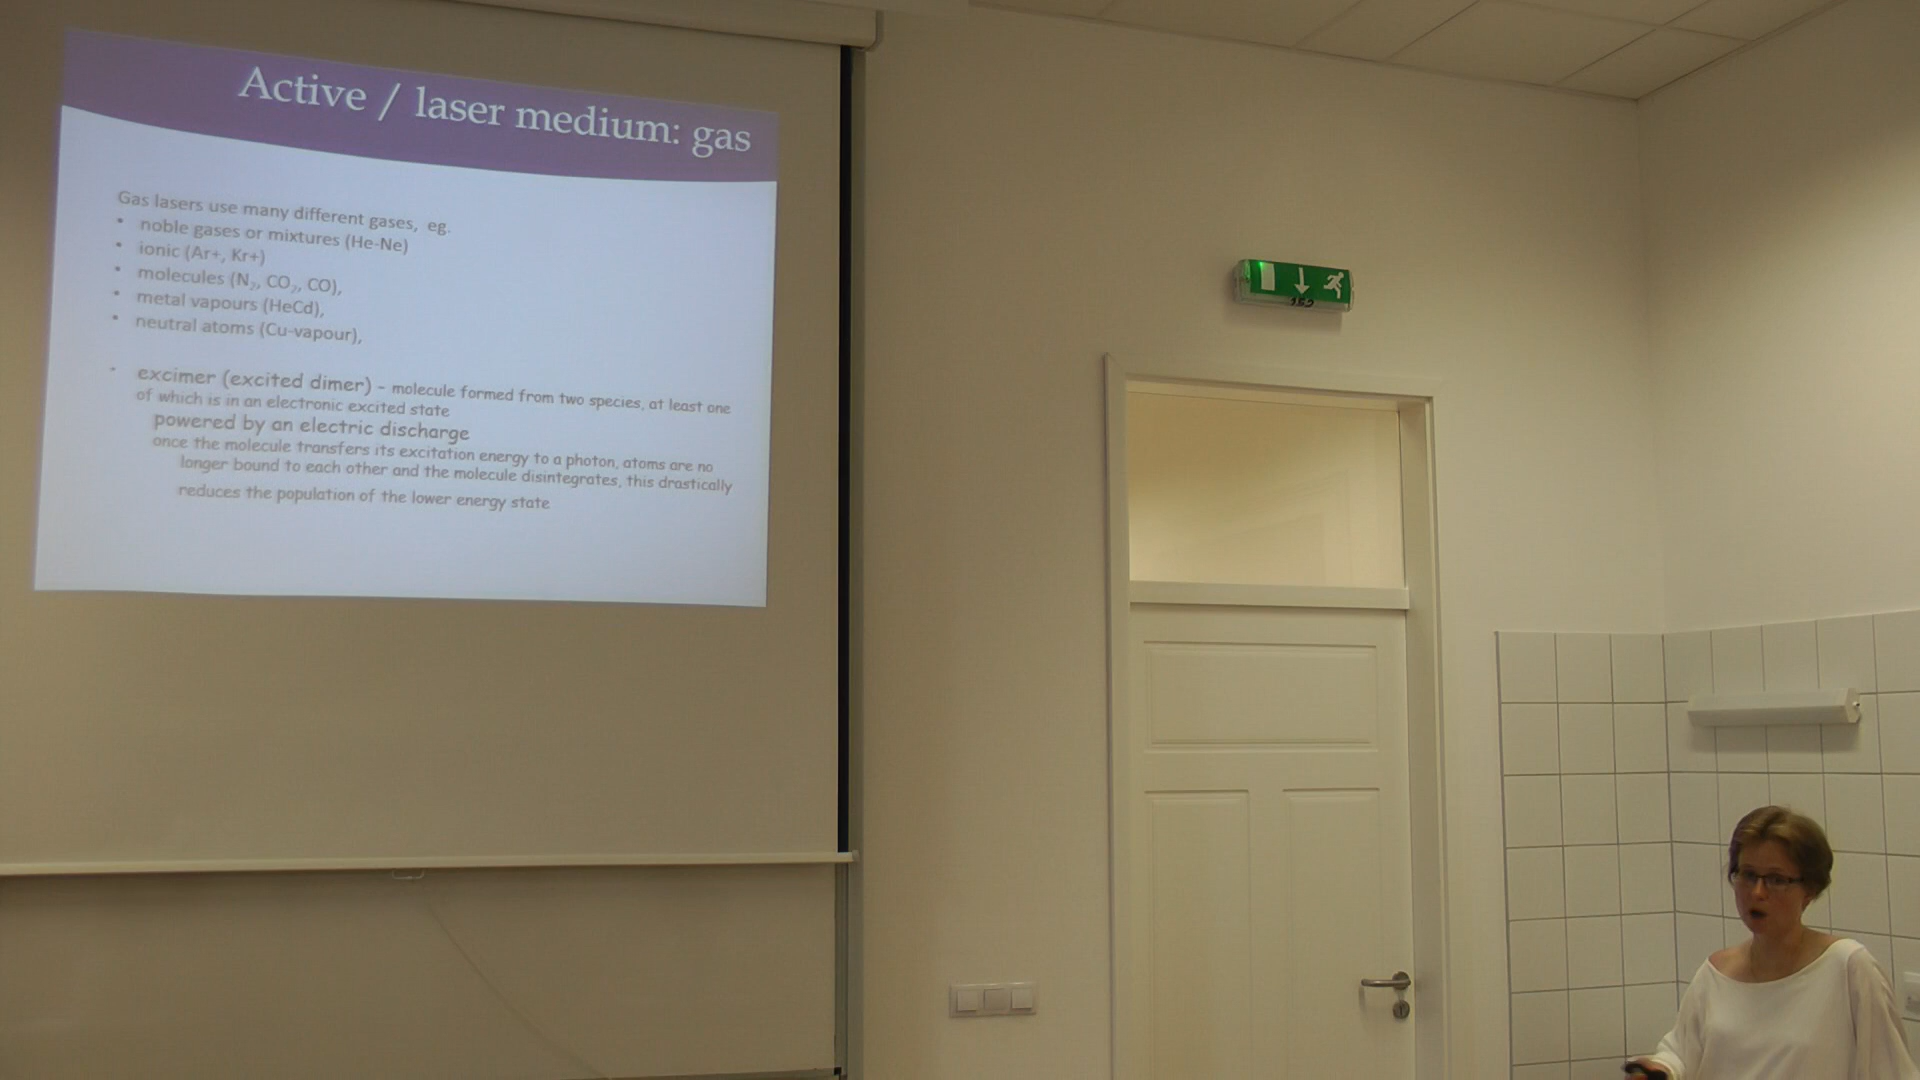 Active / laser medium: gas
Gas lasers use many different gases, eg.
• noble gases or mixtures (He-Ne)
• ionic (Ar+, Kr+)
• molecules (N₂, CO₂, CO),
• metal vapours (HeCd),
• neutral atoms (Cu-vapour),
• excimer (excited dimer) - molecule formed from two species, at least one
of which is in an electronic excited state
powered by an electric discharge
once the molecule transfers its excitation energy to a photon, atoms are no
longer bound to each other and the molecule disintegrates, this drastically
reduces the population of the lower energy state